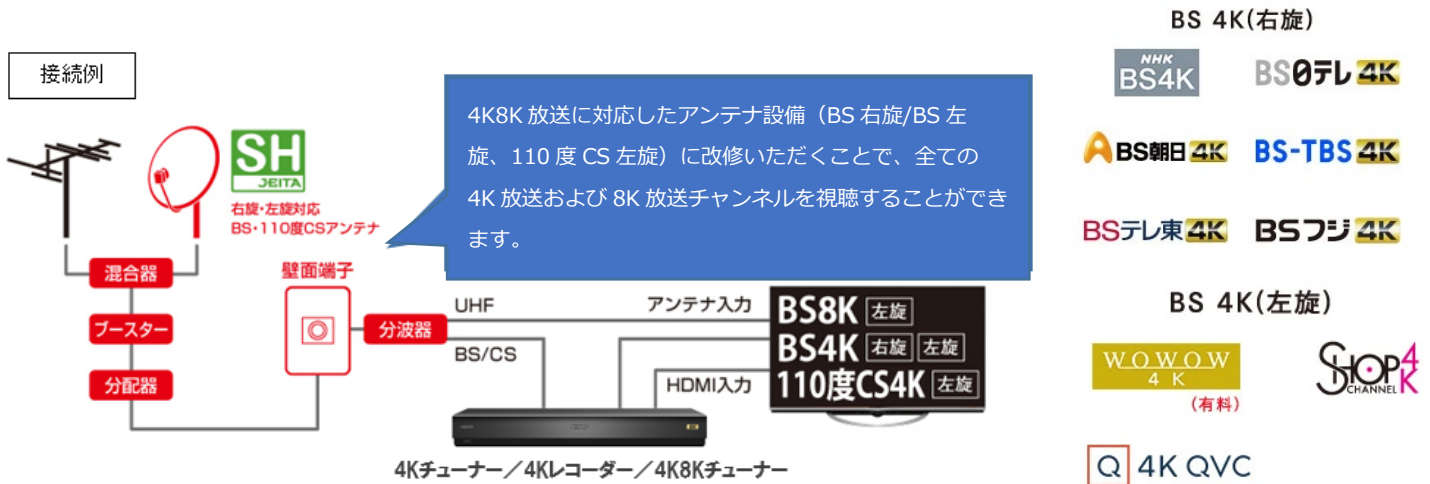 接続例
4K8K 放送に対応したアンテナ設備（BS 右旋/BS 左
旋、110 度 CS 左旋）に改修いただくことで、全ての
4K 放送および 8K 放送チャンネルを視聴することができ
ます。
SH
JEITA
右旋・左旋対応
BS・110度CSアンテナ
混合器
ブースター
分配器
壁面端子
分波器
UHF
BS/CS
アンテナ入力
HDMI入力
BS8K 左旋
BS4K 右旋 左旋
110度CS4K 左旋
4Kチューナー／4Kレコーダー／4K8Kチューナー
BS 4K(右旋)
NHK
BS4K
BS日テレ 4K
BS朝日 4K
BS-TBS 4K
BSテレ東 4K
BSフジ 4K
BS 4K(左旋)
WOWOW
4K
(有料)
SHOP
CHANNEL
4K
Q 4K QVC